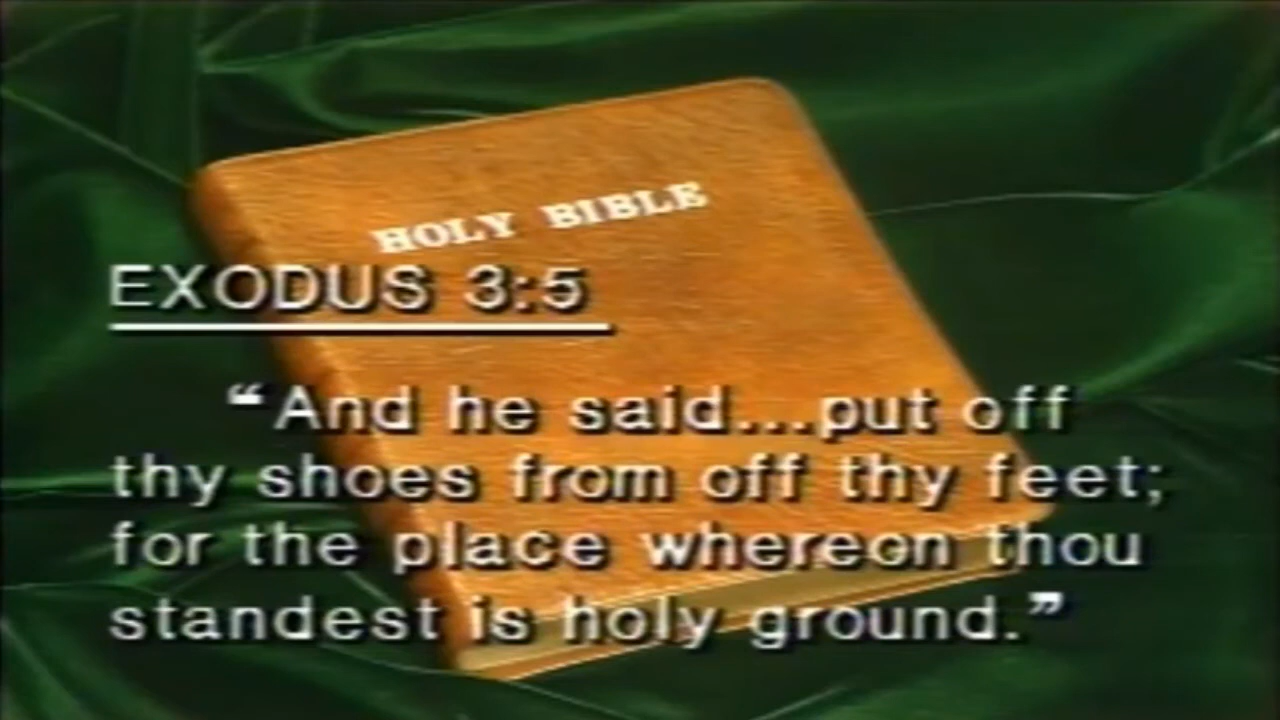 HOLY BIBLE
EXODUS 3:5
“And he said...put off
thy shoes from off thy feet;
for the place whereon thou
standest is holy ground.”